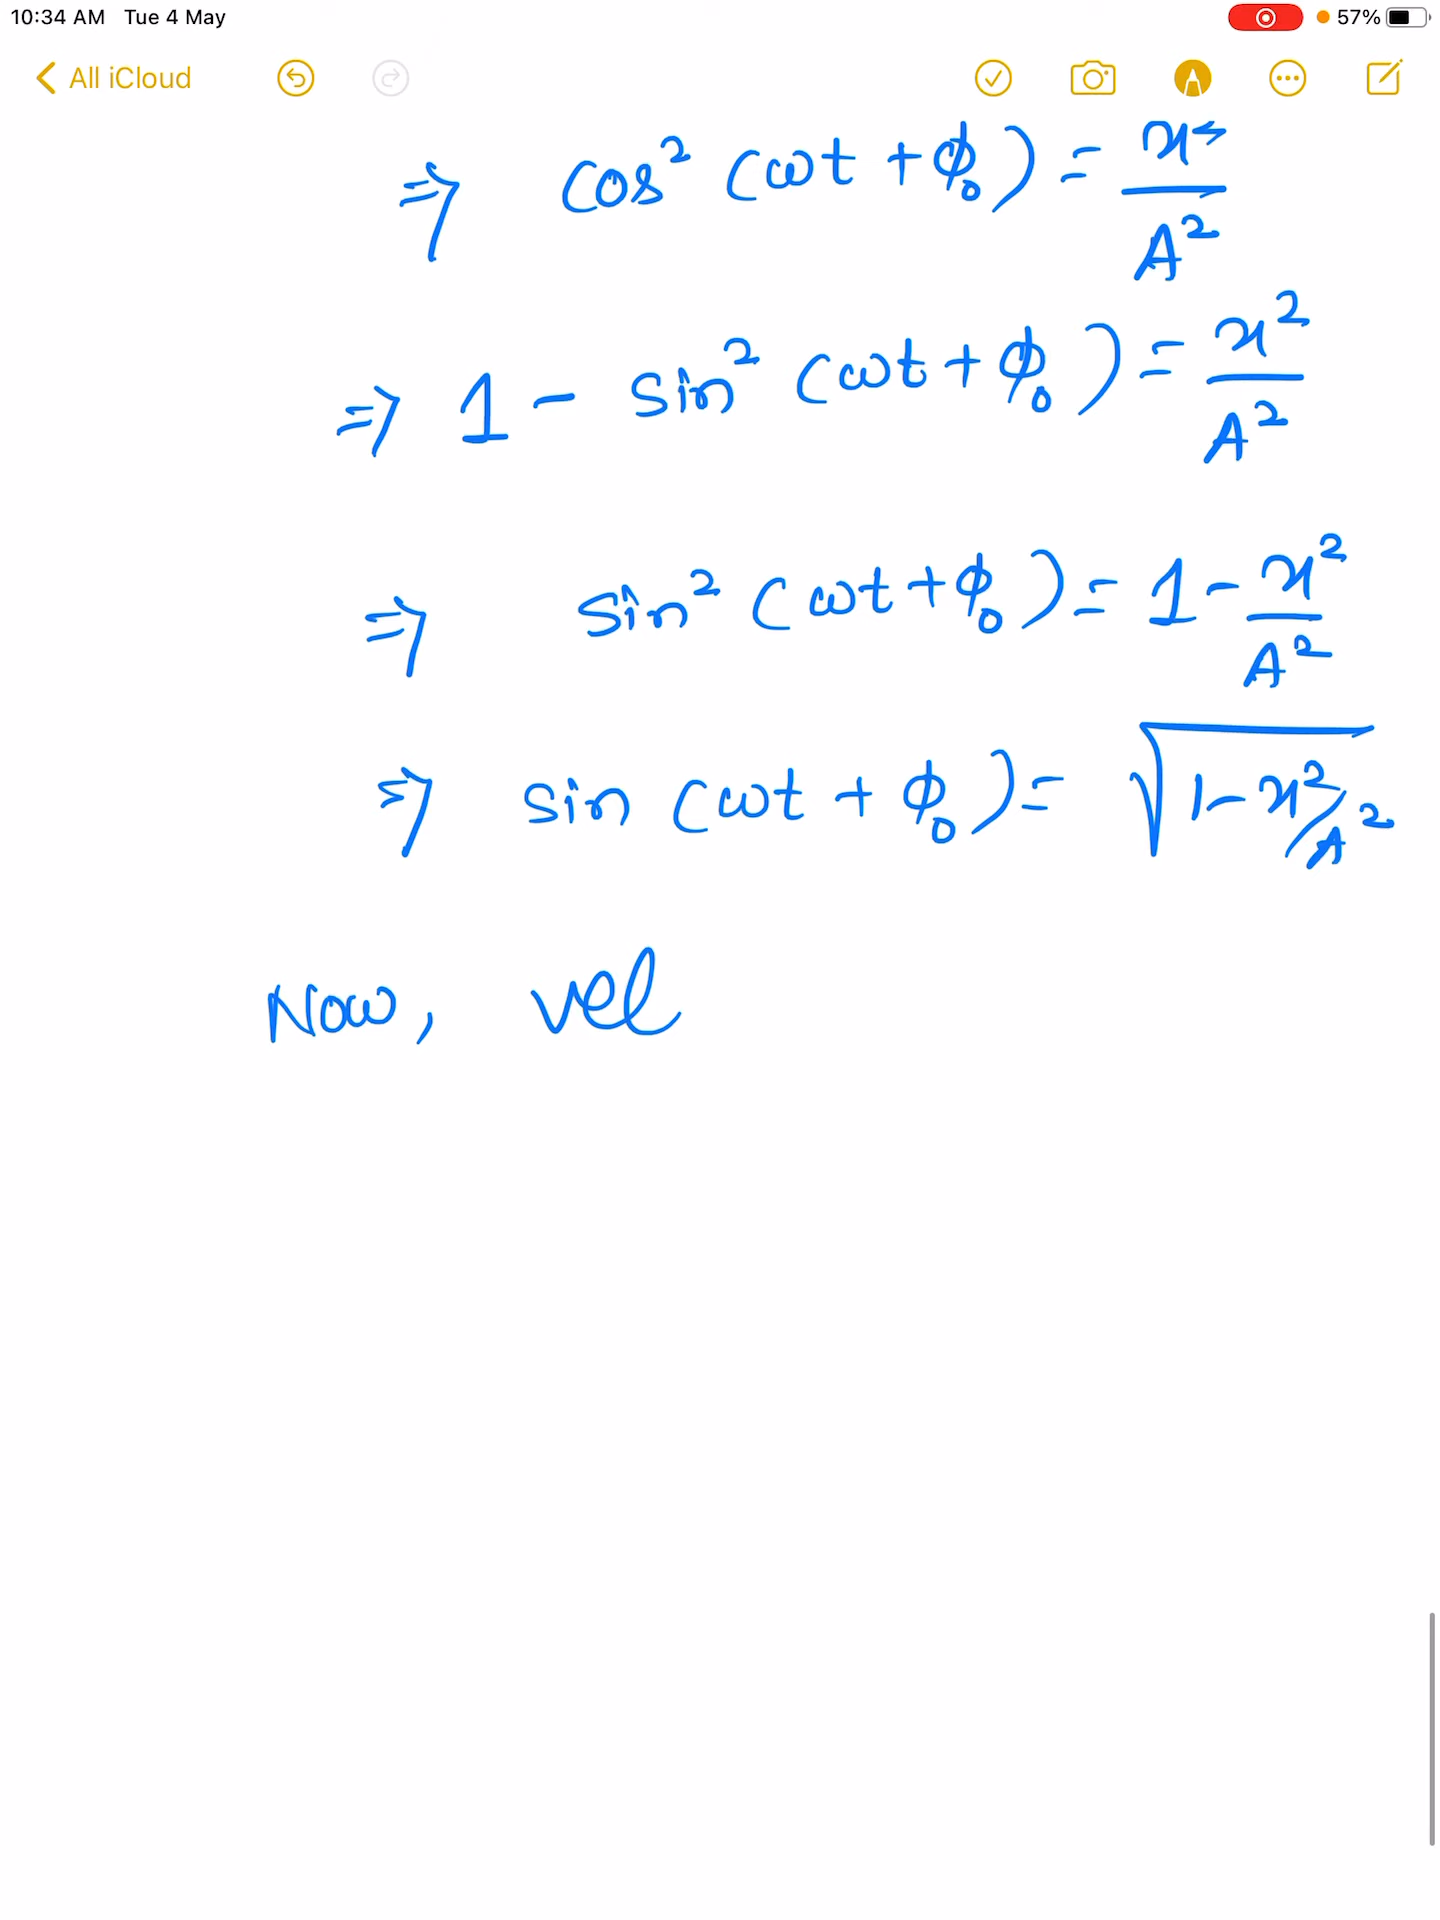 10:34 AM Tue 4 May 57%
All iCloud
⇒ cos² (ωt + ϕ₀) = x²/A²
⇒ 1 - sin² (ωt + ϕ₀) = x²/A²
⇒ sin² (ωt + ϕ₀) = 1 - x²/A²
⇒ sin (ωt + ϕ₀) = √(1 - x²/A²)
Now, vel